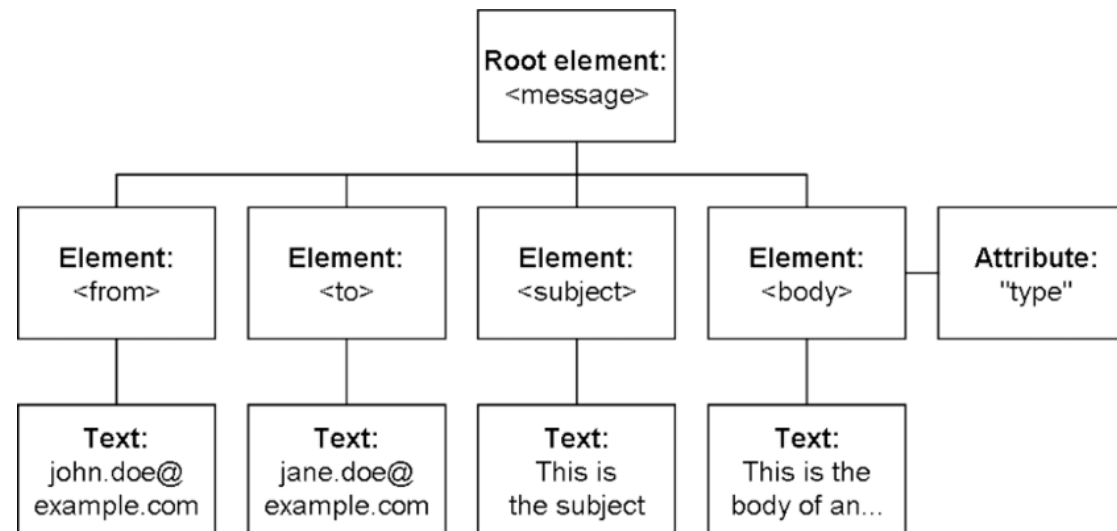 Root element:
<message>
Element:
<from>
Element:
<to>
Element:
<subject>
Element:
<body>
Attribute:
"type"
Text:
john.doe@
example.com
Text:
jane.doe@
example.com
Text:
This is
the subject
Text:
This is the
body of an...